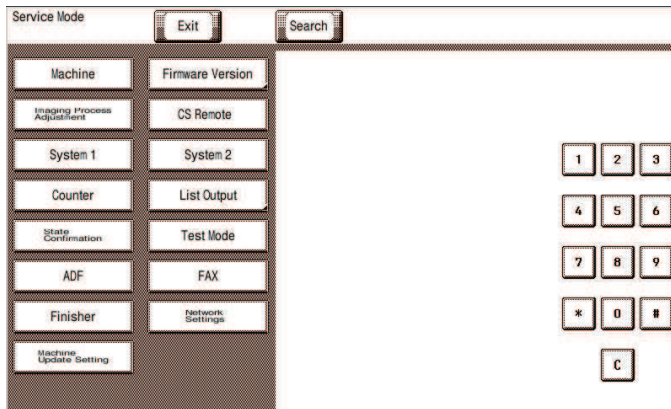 Service Mode
Exit
Search
Machine
Firmware Version
Imaging Process
Adjustment
CS Remote
System 1
System 2
Counter
List Output
State
Confirmation
Test Mode
ADF
FAX
Finisher
Network
Settings
Machine
Update Setting
1 2 3
4 5 6
7 8 9
* 0 #
C